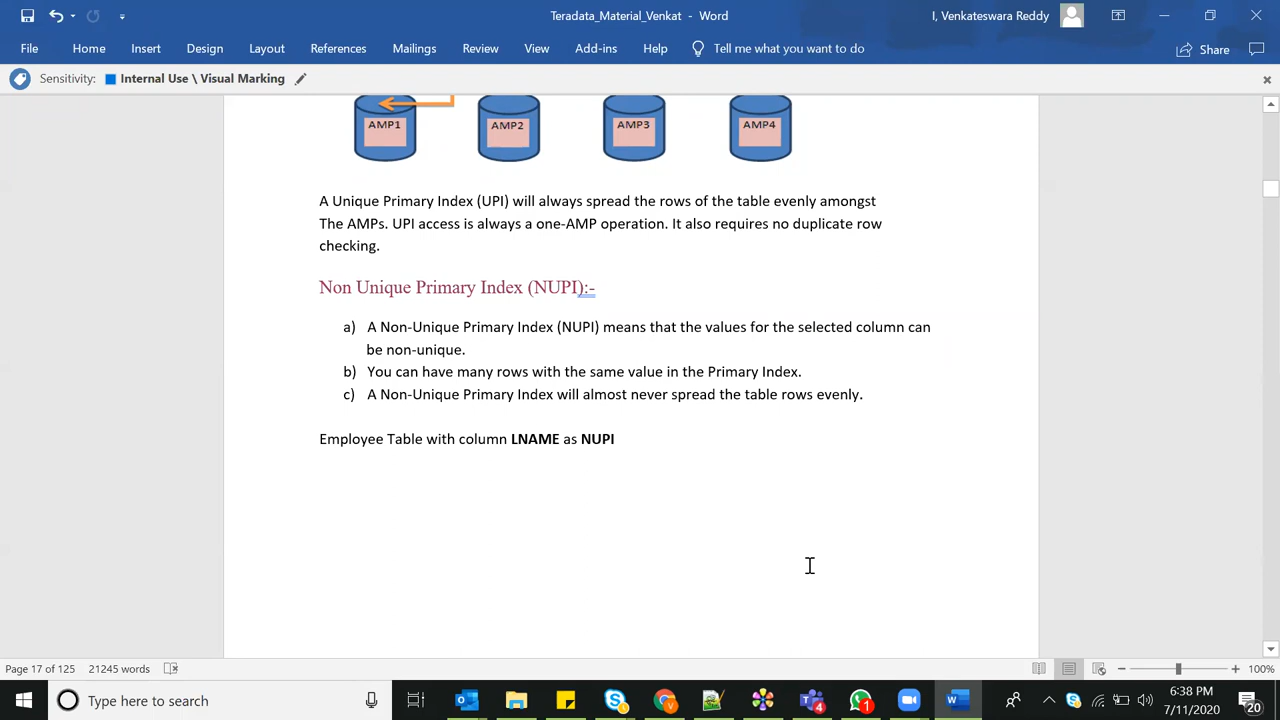 Teradata_Material_Venkat - Word
I, Venkateswara Reddy
File Home Insert Design Layout References Mailings Review View Add-ins Help Tell me what you want to do Share
Sensitivity: Internal Use \ Visual Marking
AMP1 AMP2 AMP3 AMP4
A Unique Primary Index (UPI) will always spread the rows of the table evenly amongst
The AMPs. UPI access is always a one-AMP operation. It also requires no duplicate row
checking.
Non Unique Primary Index (NUPI):-
a) A Non-Unique Primary Index (NUPI) means that the values for the selected column can
be non-unique.
b) You can have many rows with the same value in the Primary Index.
c) A Non-Unique Primary Index will almost never spread the table rows evenly.
Employee Table with column LNAME as NUPI
Page 17 of 125 21245 words 100%
Type here to search
4
1
6:38 PM
7/11/2020
20